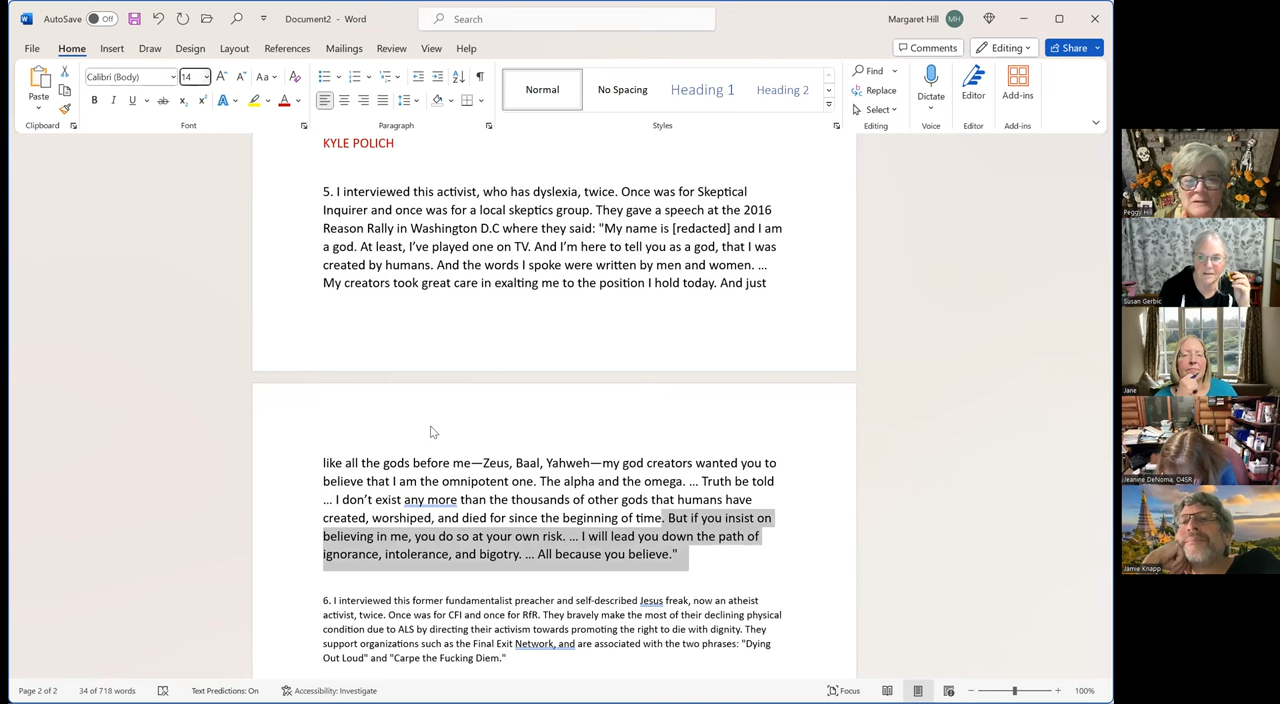 AutoSave Off Document2 - Word Search Margaret Hill MH
File Home Insert Draw Design Layout References Mailings Review View Help Comments Editing Share
Calibri (Body) 14 Aa
Paste B I U ab x₂ x² A A
Normal No Spacing Heading 1 Heading 2
Find
Replace
Select
Dictate Editor Add-ins
Clipboard Font Paragraph Styles Editing Voice Editor Add-ins
KYLE POLICH
5. I interviewed this activist, who has dyslexia, twice. Once was for Skeptical
Inquirer and once was for a local skeptics group. They gave a speech at the 2016
Reason Rally in Washington D.C where they said: "My name is [redacted] and I am
a god. At least, I've played one on TV. And I'm here to tell you as a god, that I was
created by humans. And the words I spoke were written by men and women. …
My creators took great care in exalting me to the position I hold today. And just
like all the gods before me—Zeus, Baal, Yahweh—my god creators wanted you to
believe that I am the omnipotent one. The alpha and the omega. … Truth be told
… I don't exist any more than the thousands of other gods that humans have
created, worshiped, and died for since the beginning of time. But if you insist on
believing in me, you do so at your own risk. … I will lead you down the path of
ignorance, intolerance, and bigotry. … All because you believe."
6. I interviewed this former fundamentalist preacher and self-described Jesus freak, now an atheist
activist, twice. Once was for CFI and once for RfR. They bravely make the most of their declining physical
condition due to ALS by directing their activism towards promoting the right to die with dignity. They
support organizations such as the Final Exit Network, and are associated with the two phrases: "Dying
Out Loud" and "Carpe the Fucking Diem."
Page 2 of 2 34 of 718 words Text Predictions: On Accessibility: Investigate Focus 100%
Peggy Hill
Susan Gerbic
Jane
Jeanine DeNoma, O4SR
Jamie Knapp